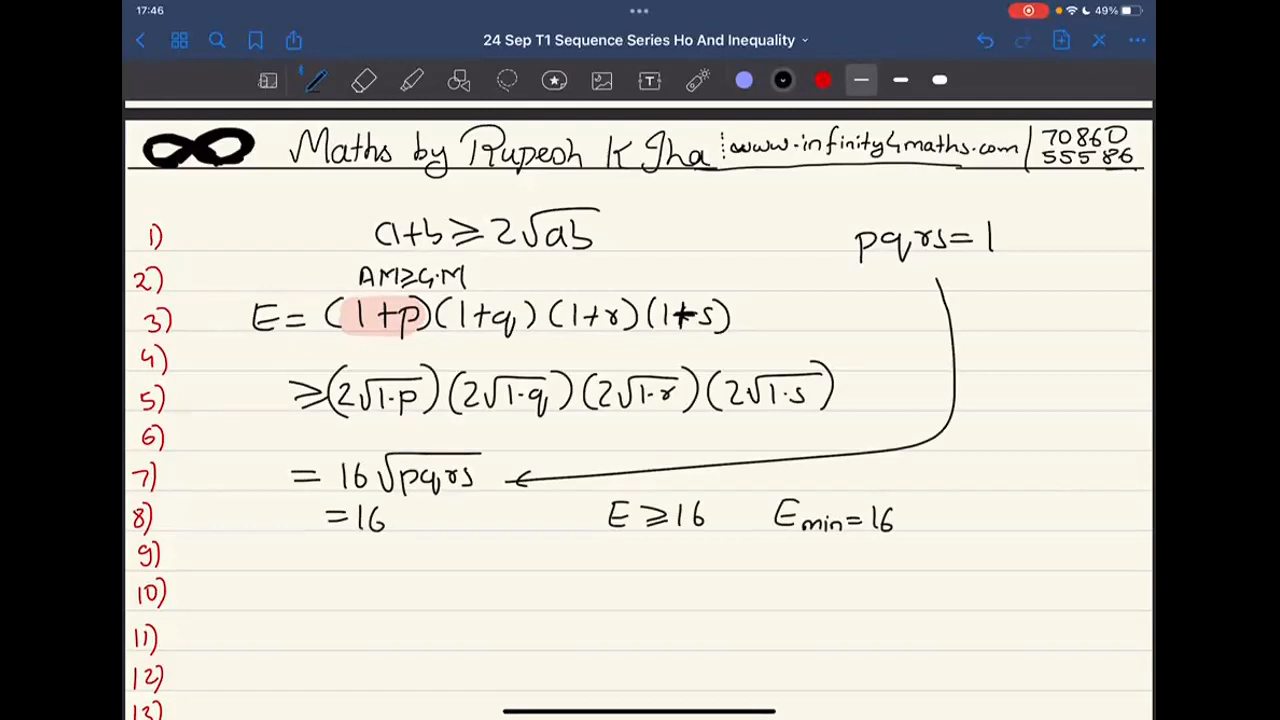 17:46
49%
24 Sep T1 Sequence Series Ho And Inequality
Maths by Rupesh K Jha www.infinity4maths.com / 70860 55586
1) a+b ≥ 2√ab pqrs = 1
2) AM ≥ G.M
3) E = (1+p)(1+q)(1+r)(1+s)
4)
5) ≥ (2√1·p)(2√1·q)(2√1·r)(2√1·s)
6)
7) = 16√pqrs
8) = 16 E ≥ 16 Emin = 16
9)
10)
11)
12)
13)